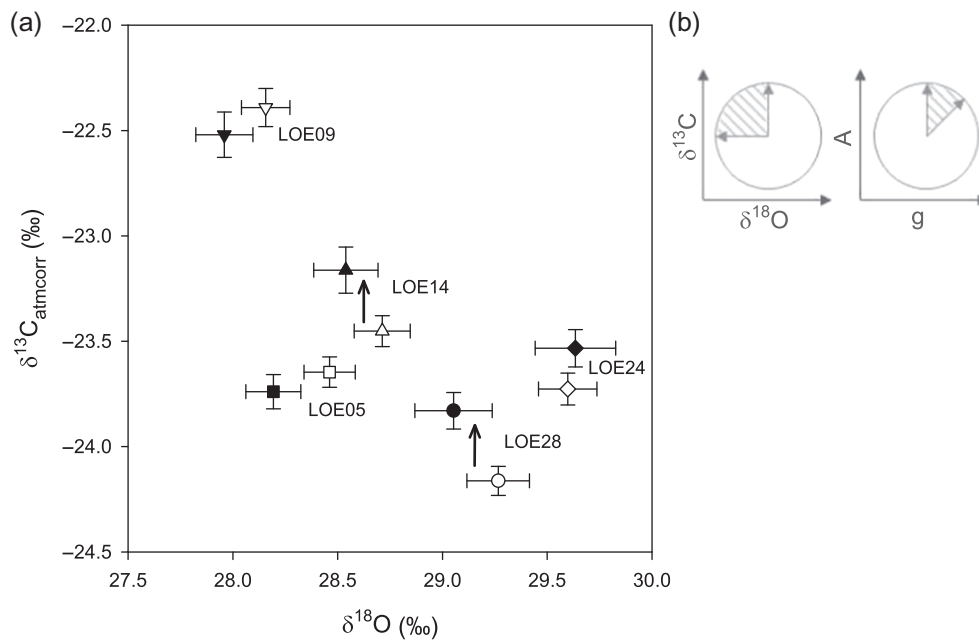 (a)
−22.0
−22.5
−23.0
−23.5
−24.0
−24.5
δ¹³C_atmcorr (‰)
LOE09
LOE14
LOE24
LOE05
LOE28
27.5 28.0 28.5 29.0 29.5 30.0
δ¹⁸O (‰)
(b)
δ¹³C
δ¹⁸O
A
g